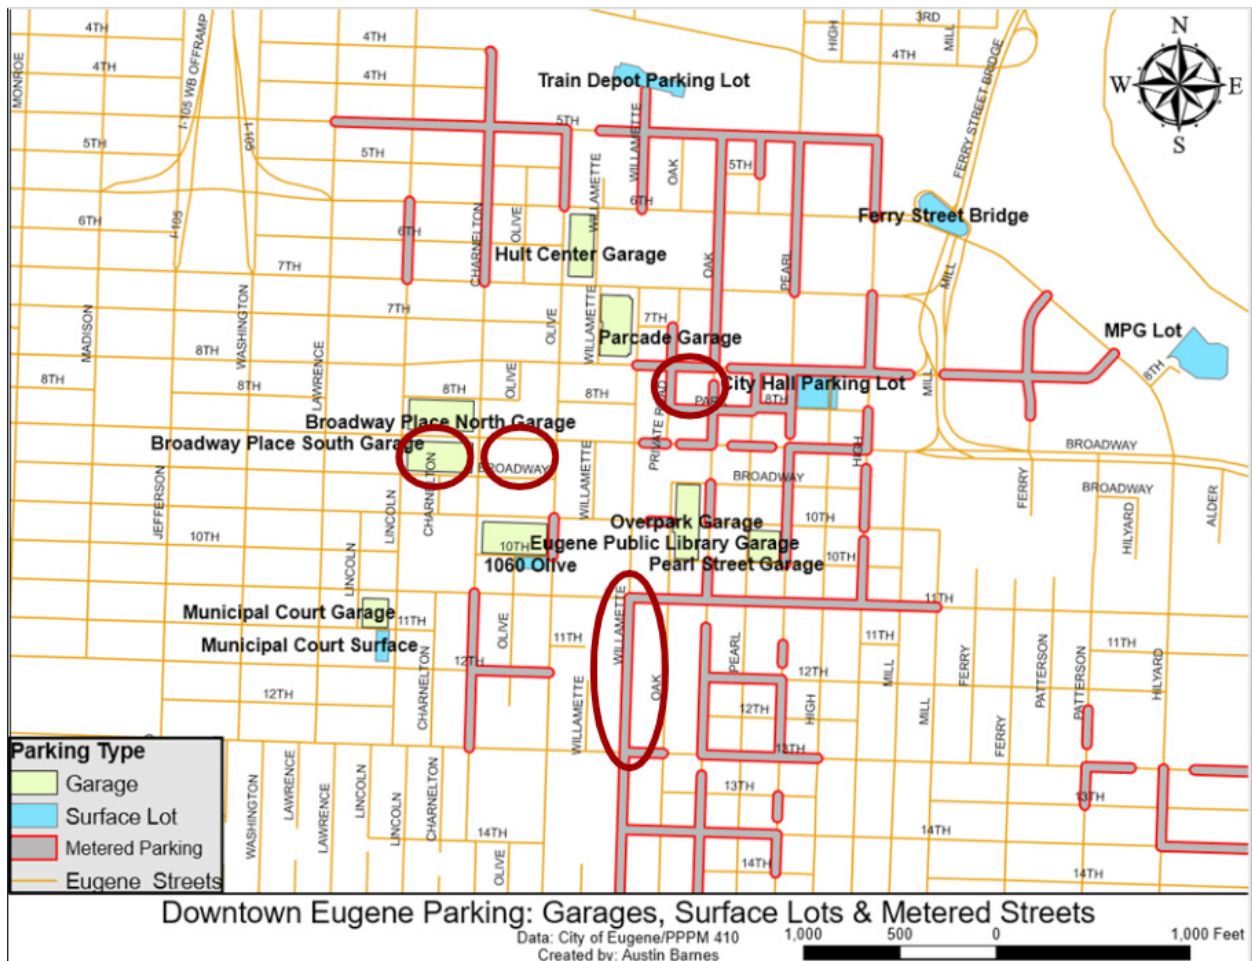 3RD
4TH
HIGH
MILL
4TH
4TH
4TH
4TH
MONROE
I-105 WB OFFRAMP
FERRY STREET BRIDGE
N
W
E
S
Train Depot Parking Lot
5TH
5TH
5TH
I-105
WILLAMETTE
WILLAMETTE
OAK
5TH
6TH
6TH
6TH
I-105
CHARNELTON
OLIVE
WILLAMETTE
Ferry Street Bridge
Hult Center Garage
7TH
OAK
PEARL
MILL
7TH
MADISON
WASHINGTON
LAWRENCE
OLIVE
WILLAMETTE
7TH
Parcade Garage
MPG Lot
8TH
8TH
8TH
8TH
OLIVE
8TH
8TH
PRIVATE ROAD
PARK
City Hall Parking Lot
8TH
MILL
8TH
Broadway Place North Garage
Broadway Place South Garage
BROADWAY
BROADWAY
BROADWAY
BROADWAY
JEFFERSON
LINCOLN
CHARNELTON
WILLAMETTE
HIGH
FERRY
HILYARD
ALDER
10TH
Overpark Garage
10TH
10TH
Eugene Public Library Garage
1060 Olive
Pearl Street Garage
10TH
LINCOLN
Municipal Court Garage
11TH
Municipal Court Surface
11TH
WILLAMETTE
OLIVE
11TH
11TH
11TH
12TH
CHARNELTON
WILLAMETTE
OAK
PEARL
12TH
HIGH
MILL
MILL
FERRY
FERRY
PATTERSON
PATTERSON
HILYARD
12TH
12TH
13TH
13TH
13TH
WASHINGTON
LAWRENCE
LAWRENCE
LINCOLN
LINCOLN
CHARNELTON
14TH
OLIVE
14TH
14TH
14TH
Parking Type
Garage
Surface Lot
Metered Parking
Eugene Streets
Downtown Eugene Parking: Garages, Surface Lots & Metered Streets
Data: City of Eugene/PPPM 410
Created by: Austin Barnes
1,000 500 0 1,000 Feet